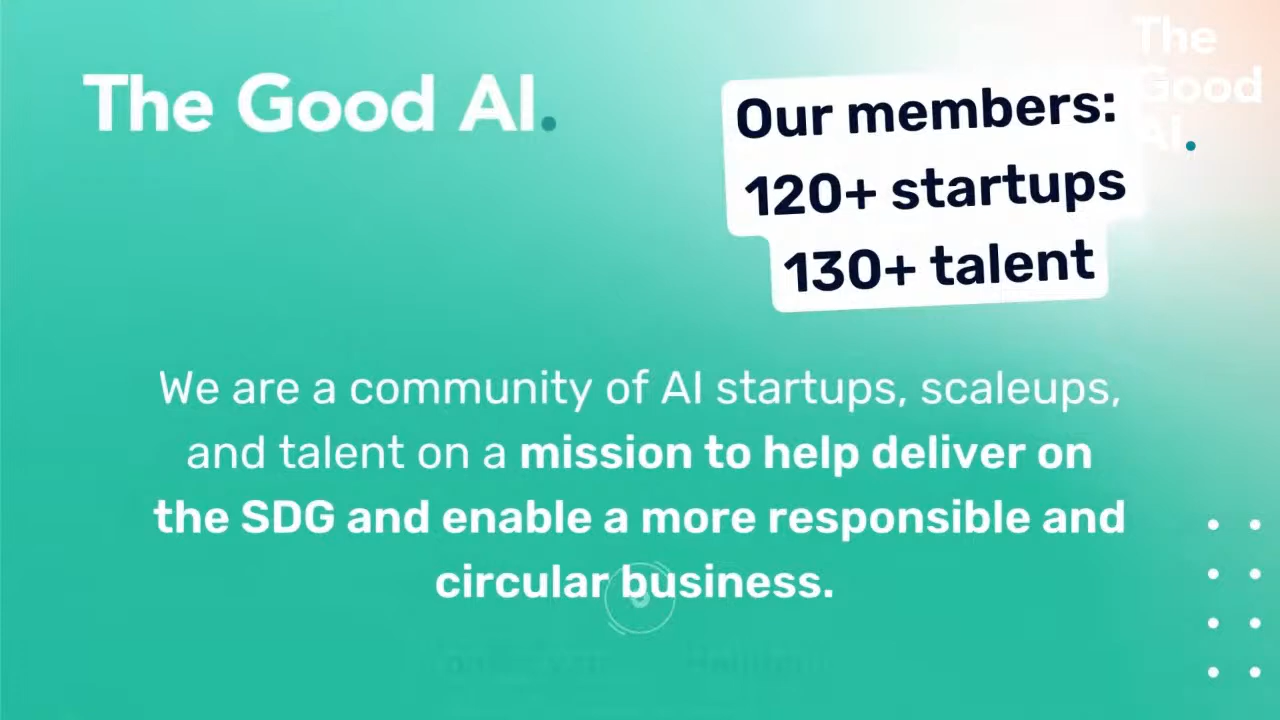 The Good AI.
Our members:
120+ startups
130+ talent
The
Good
AI.
We are a community of AI startups, scaleups,
and talent on a mission to help deliver on
the SDG and enable a more responsible and
circular business.